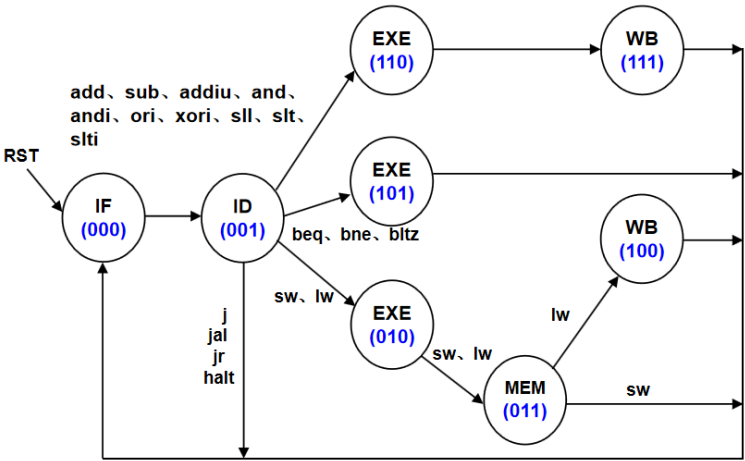 EXE
(110)
WB
(111)
add、sub、addiu、and、
andi、ori、xori、sll、slt、
slti
RST
IF
(000)
ID
(001)
EXE
(101)
beq、bne、bltz
WB
(100)
sw、lw
EXE
(010)
j
jal
jr
halt
sw、lw
lw
MEM
(011)
sw